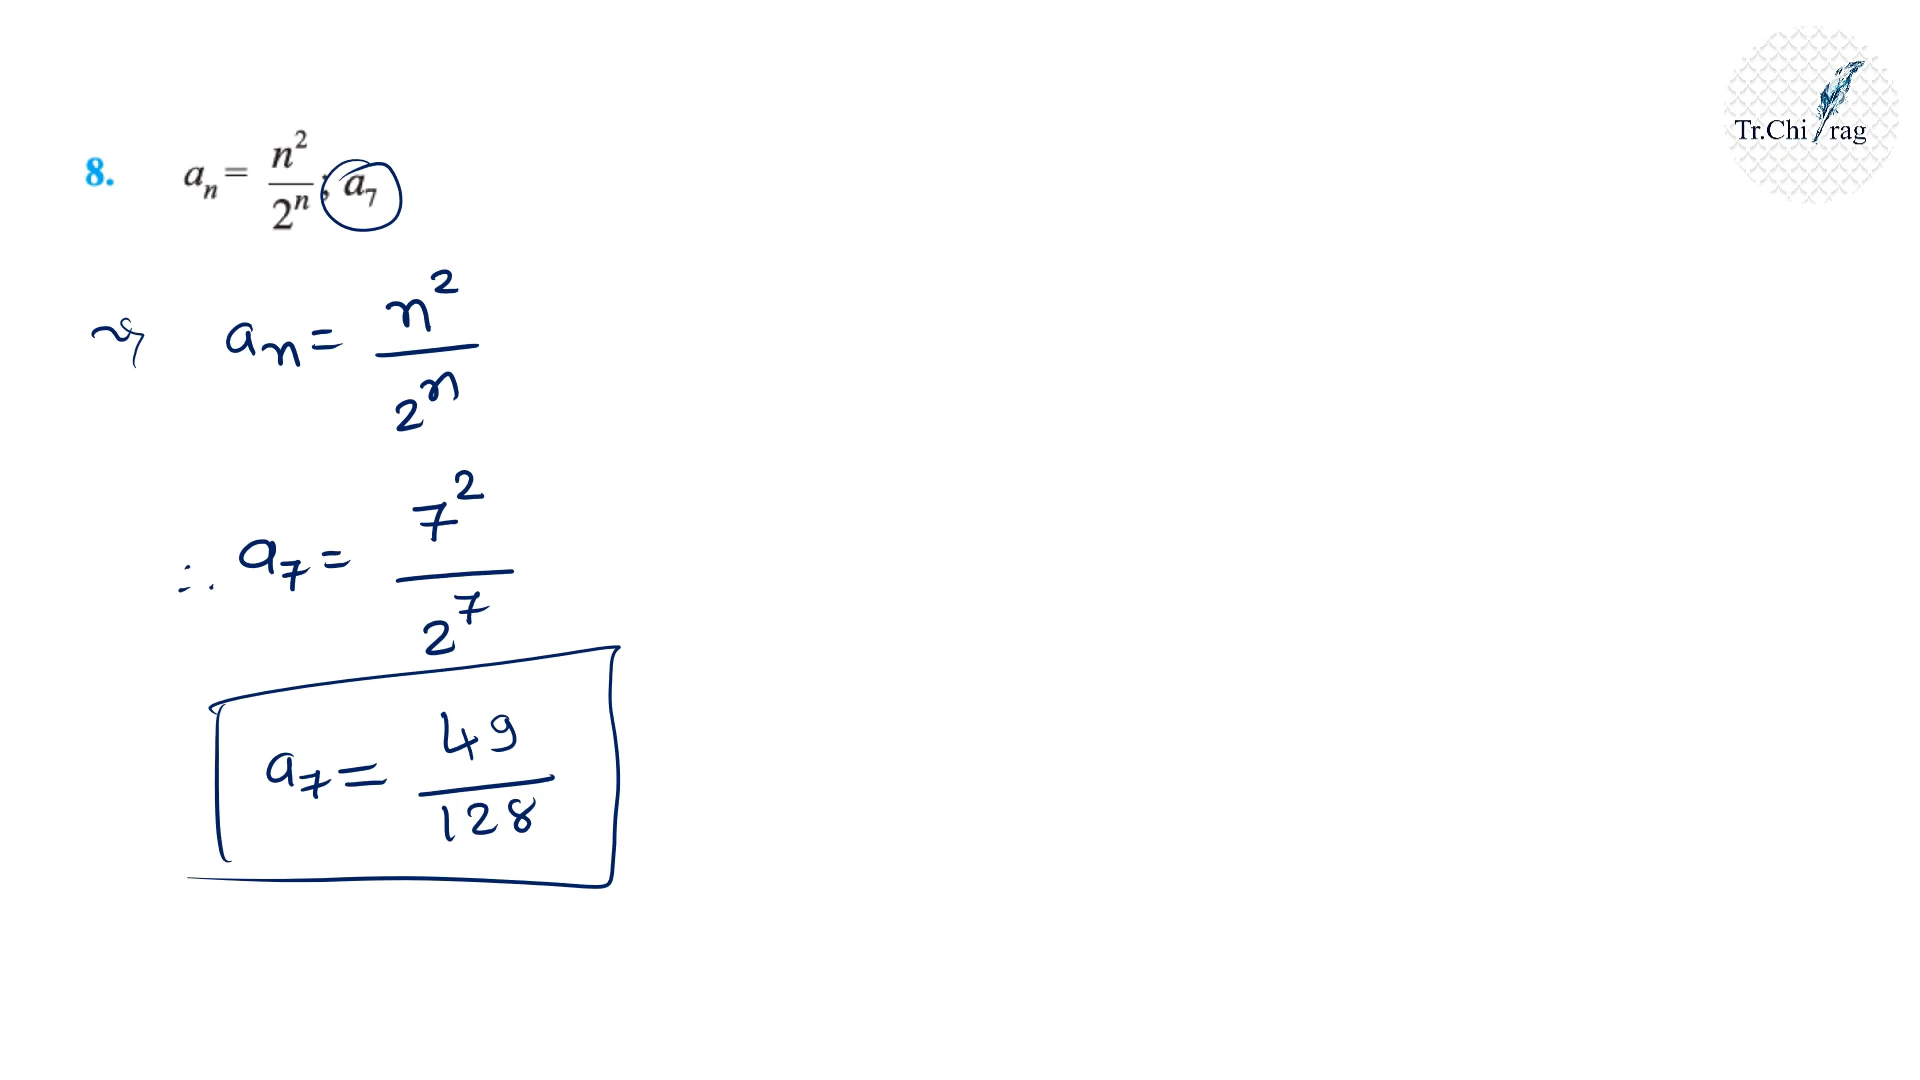 Tr.Chirag
8. aₙ = n²/2ⁿ ; a₇
aₙ = n²/2ⁿ
∴ a₇ = 7²/2⁷
a₇ = 49/128